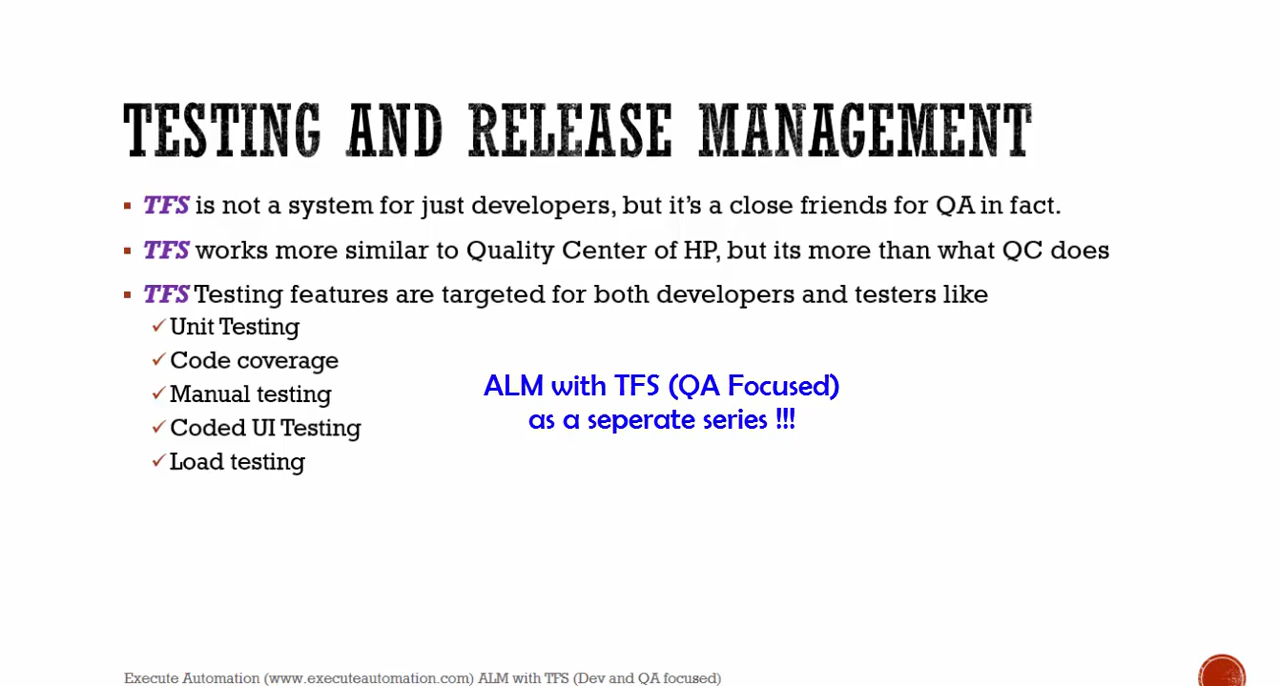 TESTING AND RELEASE MANAGEMENT
▪ TFS is not a system for just developers, but it's a close friends for QA in fact.
▪ TFS works more similar to Quality Center of HP, but its more than what QC does
▪ TFS Testing features are targeted for both developers and testers like
✓ Unit Testing
✓ Code coverage
✓ Manual testing
✓ Coded UI Testing
✓ Load testing
ALM with TFS (QA Focused)
as a seperate series !!!
Execute Automation (www.executeautomation.com) ALM with TFS (Dev and QA focused)